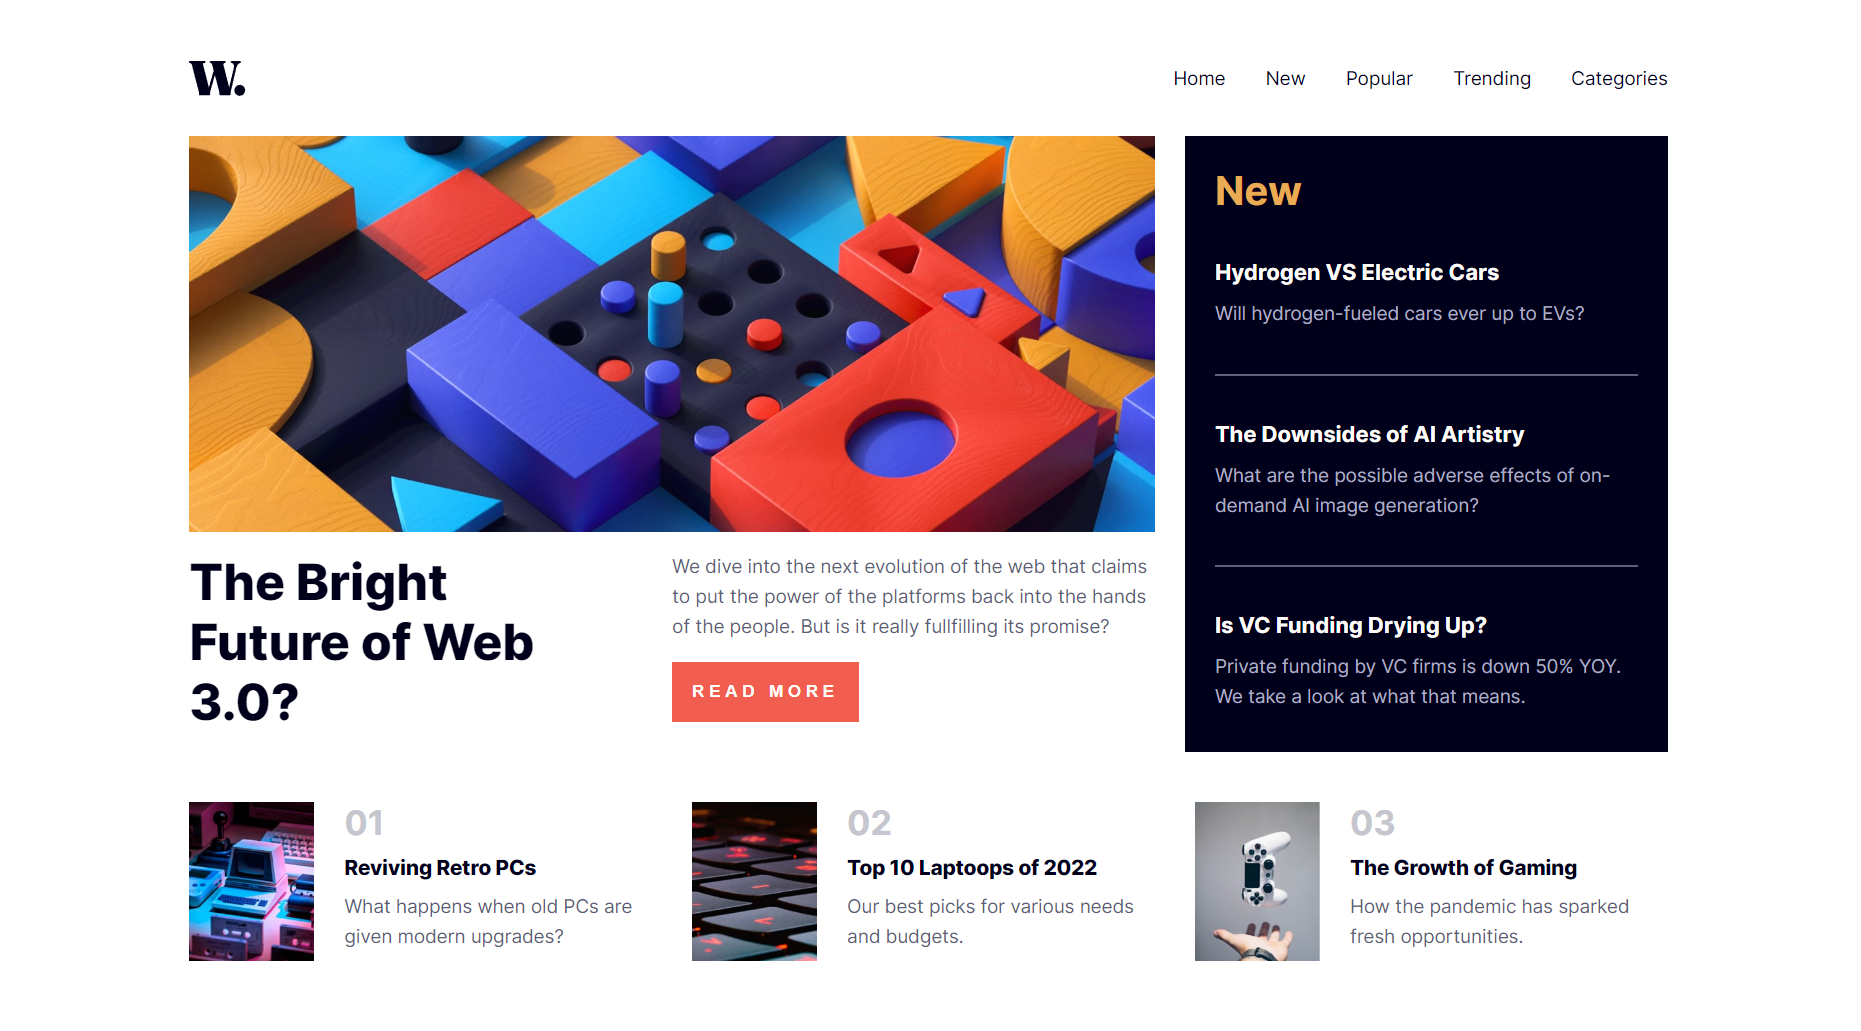 W.
Home New Popular Trending Categories
New
Hydrogen VS Electric Cars
Will hydrogen-fueled cars ever up to EVs?
The Downsides of AI Artistry
What are the possible adverse effects of on-
demand AI image generation?
Is VC Funding Drying Up?
Private funding by VC firms is down 50% YOY.
We take a look at what that means.
The Bright
Future of Web
3.0?
We dive into the next evolution of the web that claims
to put the power of the platforms back into the hands
of the people. But is it really fullfilling its promise?
READ MORE
01
Reviving Retro PCs
What happens when old PCs are
given modern upgrades?
02
Top 10 Laptoops of 2022
Our best picks for various needs
and budgets.
03
The Growth of Gaming
How the pandemic has sparked
fresh opportunities.